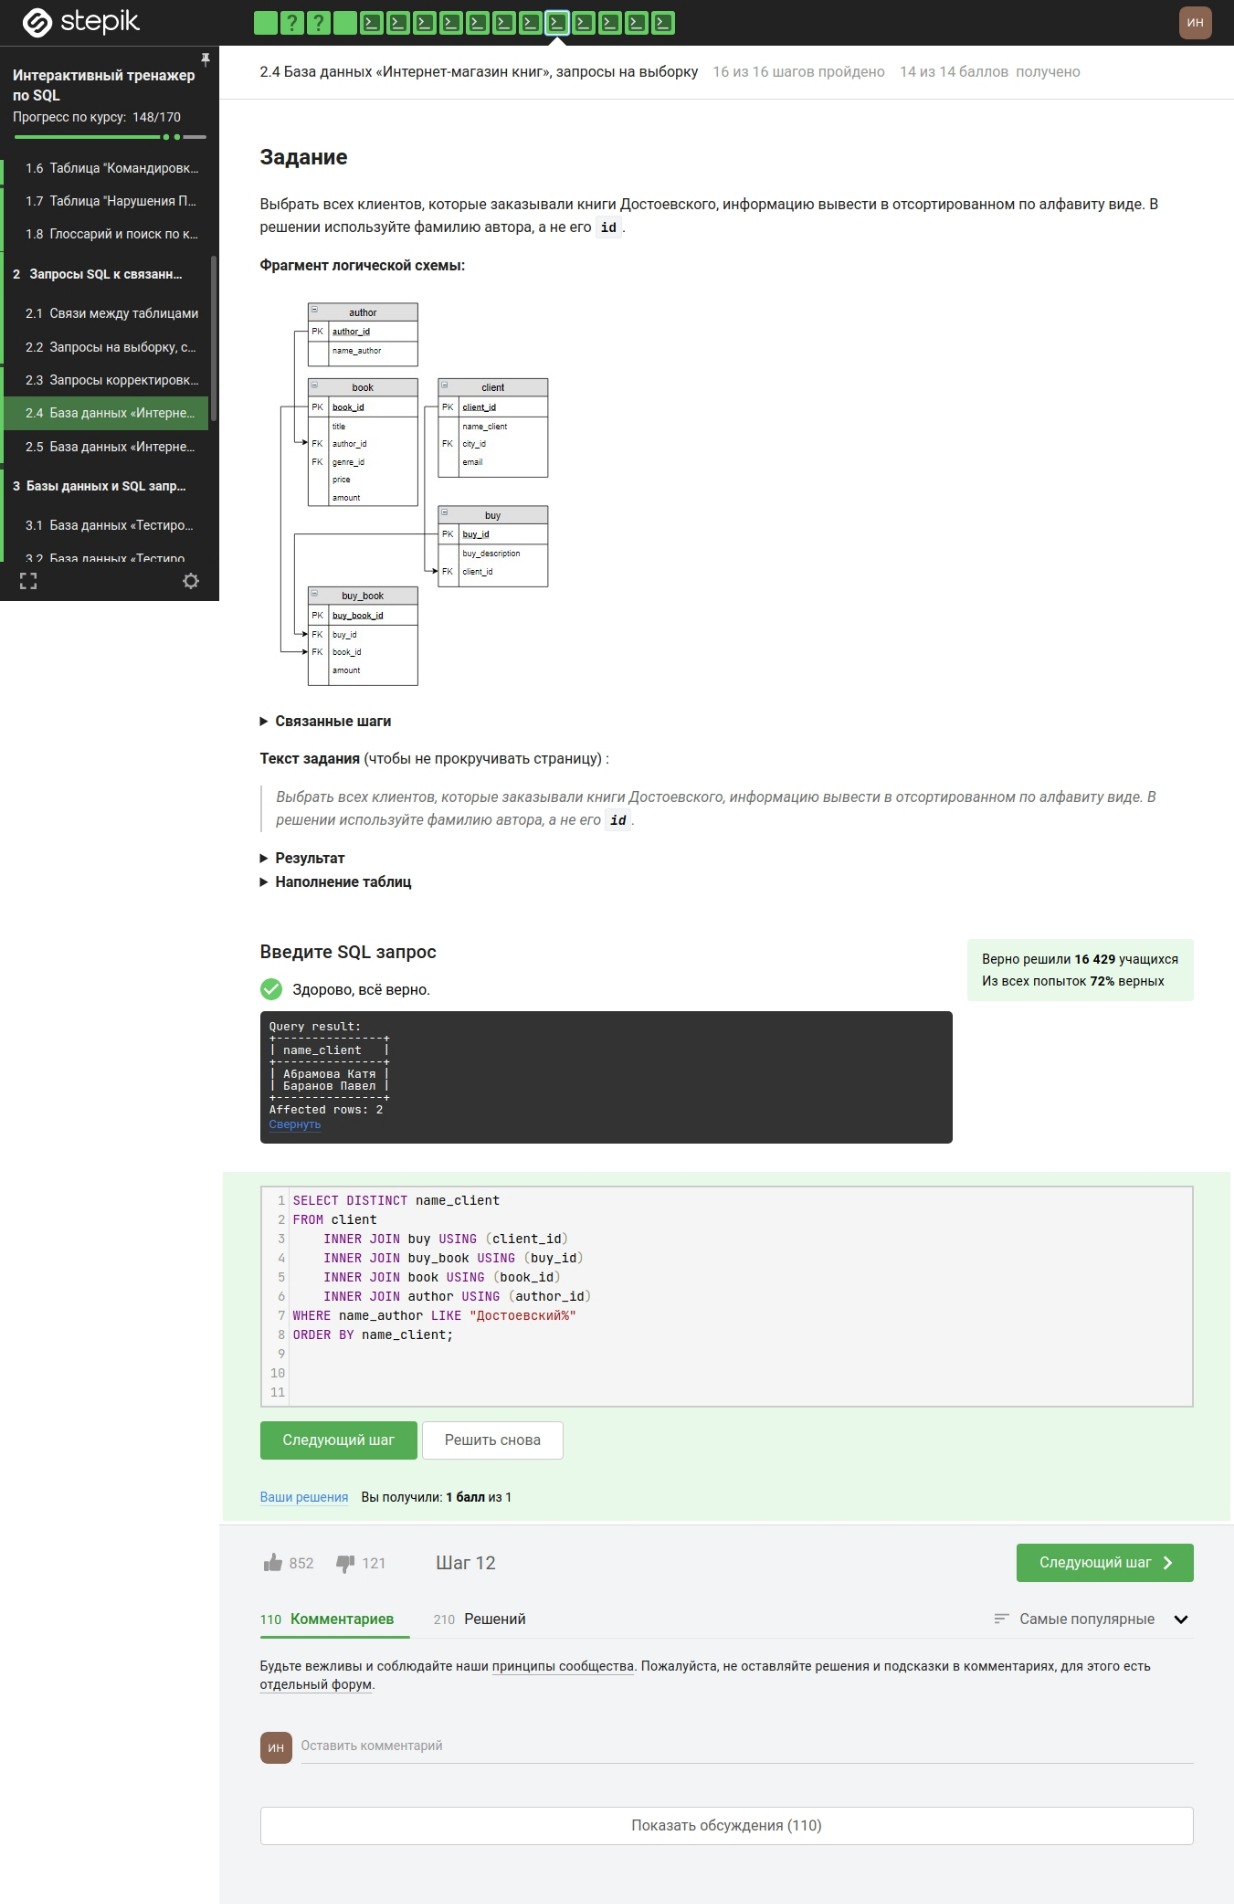 stepik
? ?
ИН
Интерактивный тренажер
по SQL
Прогресс по курсу: 148/170
1.6 Таблица "Командировк...
1.7 Таблица "Нарушения П...
1.8 Глоссарий и поиск по к...
2 Запросы SQL к связанн...
2.1 Связи между таблицами
2.2 Запросы на выборку, с...
2.3 Запросы корректировк...
2.4 База данных «Интерне...
2.5 База данных «Интерне...
3 Базы данных и SQL запр...
3.1 База данных «Тестиро...
3.2 База данных «Тестиро
2.4 База данных «Интернет-магазин книг», запросы на выборку 16 из 16 шагов пройдено 14 из 14 баллов получено
Задание
Выбрать всех клиентов, которые заказывали книги Достоевского, информацию вывести в отсортированном по алфавиту виде. В
решении используйте фамилию автора, а не его id.
Фрагмент логической схемы:
author
PK author_id
name_author
book
PK book_id
title
FK author_id
FK genre_id
price
amount
client
PK client_id
name_client
FK city_id
email
buy
PK buy_id
buy_description
FK client_id
buy_book
PK buy_book_id
FK buy_id
FK book_id
amount
Связанные шаги
Текст задания (чтобы не прокручивать страницу) :
Выбрать всех клиентов, которые заказывали книги Достоевского, информацию вывести в отсортированном по алфавиту виде. В
решении используйте фамилию автора, а не его id.
Результат
Наполнение таблиц
Введите SQL запрос
Верно решили 16 429 учащихся
Из всех попыток 72% верных
Здорово, всё верно.
Query result:
+---------------+
| name_client   |
+---------------+
| Абрамова Катя |
| Баранов Павел |
+---------------+
Affected rows: 2
Свернуть
1 SELECT DISTINCT name_client
2 FROM client
3     INNER JOIN buy USING (client_id)
4     INNER JOIN buy_book USING (buy_id)
5     INNER JOIN book USING (book_id)
6     INNER JOIN author USING (author_id)
7 WHERE name_author LIKE "Достоевский%"
8 ORDER BY name_client;
9
10
11
Следующий шаг Решить снова
Ваши решения Вы получили: 1 балл из 1
852 121 Шаг 12 Следующий шаг
110 Комментариев 210 Решений Самые популярные
Будьте вежливы и соблюдайте наши принципы сообщества. Пожалуйста, не оставляйте решения и подсказки в комментариях, для этого есть
отдельный форум.
ИН Оставить комментарий
Показать обсуждения (110)